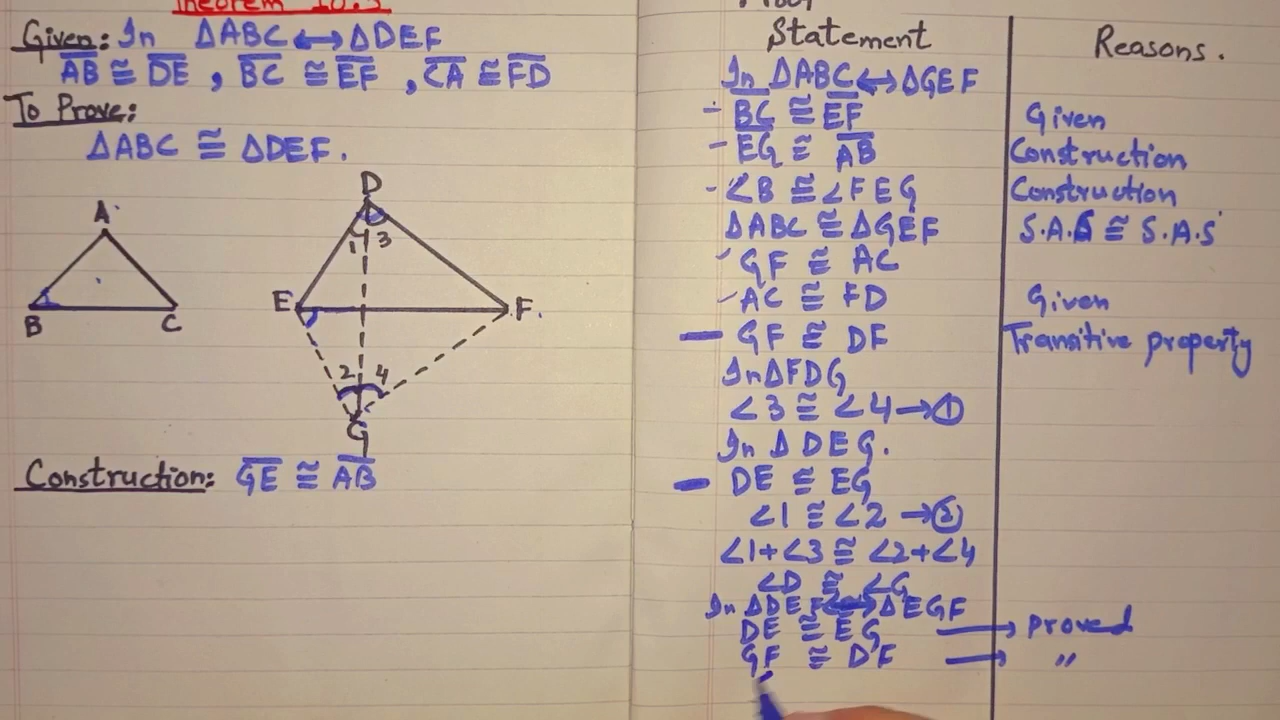 Theorem 10.3
Given: In ΔABC ↔ ΔDEF
AB ≅ DE , BC ≅ EF , CA ≅ FD
To Prove:
ΔABC ≅ ΔDEF.
D
A
1 3
E
F.
B
C
2 4
G
Construction: GE ≅ AB
Statement
Reasons.
In ΔABC ↔ ΔGEF
- BC ≅ EF Given
- EG ≅ AB Construction
- ∠B ≅ ∠FEG Construction
ΔABC ≅ ΔGEF S.A.S ≅ S.A.S
GF ≅ AC
AC ≅ FD Given
GF ≅ DF Transitive property
In ΔFDG
∠3 ≅ ∠4 → ①
In Δ DEG.
DE ≅ EG
∠1 ≅ ∠2 → ②
∠1+∠3 ≅ ∠2+∠4
∠D ≅ ∠G
In ΔDEF ↔ ΔEGF
DE ≅ EG → proved
GF ≅ DF → "